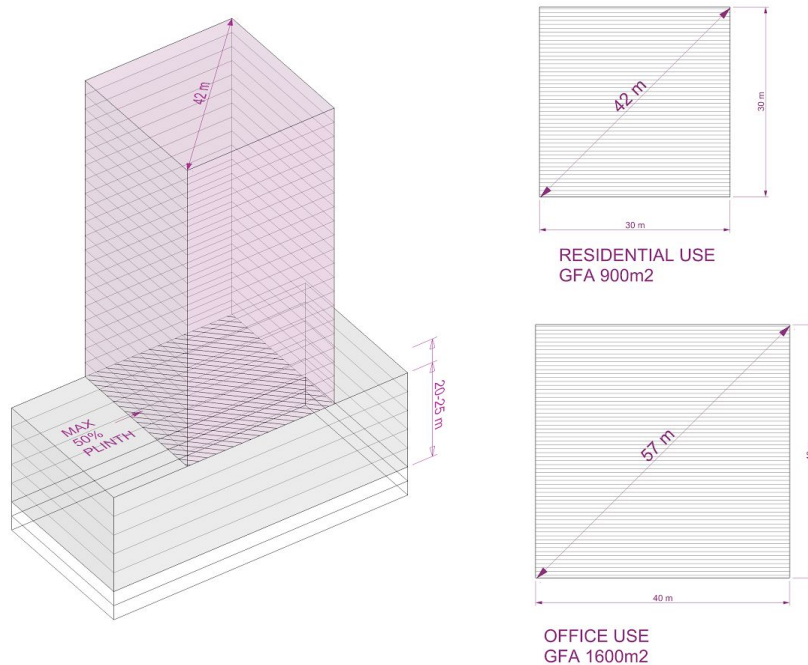 42 m
MAX
50%
PLINTH
20-25 m
42 m
30 m
30 m
RESIDENTIAL USE
GFA 900m2
57 m
40 m
OFFICE USE
GFA 1600m2